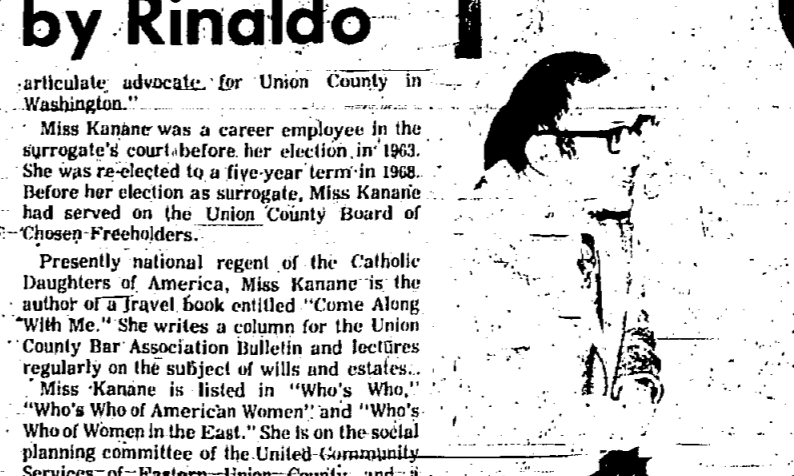 by Rinaldo
articulate advocate for Union County in
Washington."
Miss Kanane was a career employee in the
surrogate's court before her election in 1963.
She was re-elected to a five-year term in 1968.
Before her election as surrogate, Miss Kanane
had served on the Union County Board of
Chosen Freeholders.
Presently national regent of the Catholic
Daughters of America, Miss Kanane is the
author of a travel book entitled "Come Along
With Me." She writes a column for the Union
County Bar Association Bulletin and lectures
regularly on the subject of wills and estates.
Miss Kanane is listed in "Who's Who,"
"Who's Who of American Women" and "Who's
Who of Women in the East." She is on the social
planning committee of the United Community
Services of Eastern Union County and a